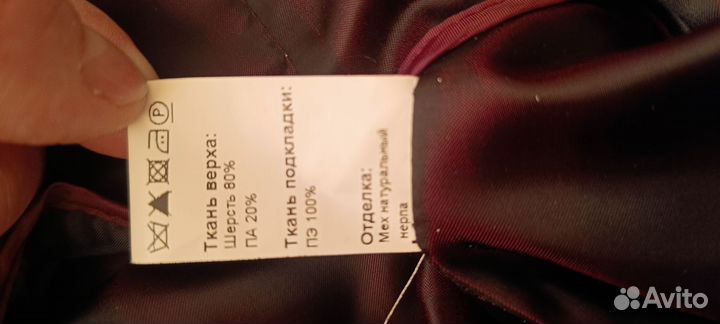 P
Ткань верха:
Шерсть 80%
ПА 20%
Ткань подкладки:
ПЭ 100%
Отделка:
Мех натуральный
нерпа
Avito